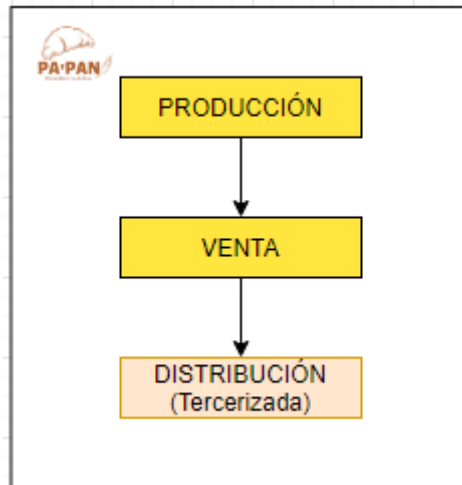 PA'PAN
PRODUCCIÓN
VENTA
DISTRIBUCIÓN
(Tercerizada)